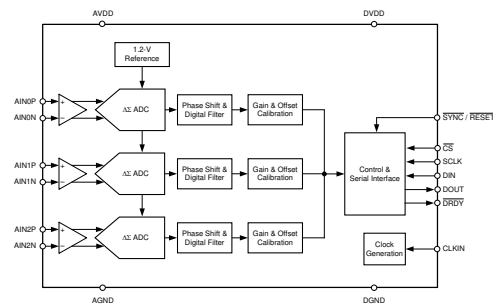 AVDD
DVDD
1.2-V
Reference
AIN0P
AIN0N
+
−
ΔΣ ADC
Phase Shift &
Digital Filter
Gain & Offset
Calibration
SYNC / RESET
AIN1P
AIN1N
+
−
ΔΣ ADC
Phase Shift &
Digital Filter
Gain & Offset
Calibration
Control &
Serial Interface
CS
SCLK
DIN
DOUT
DRDY
AIN2P
AIN2N
+
−
ΔΣ ADC
Phase Shift &
Digital Filter
Gain & Offset
Calibration
Clock
Generation
CLKIN
AGND
DGND